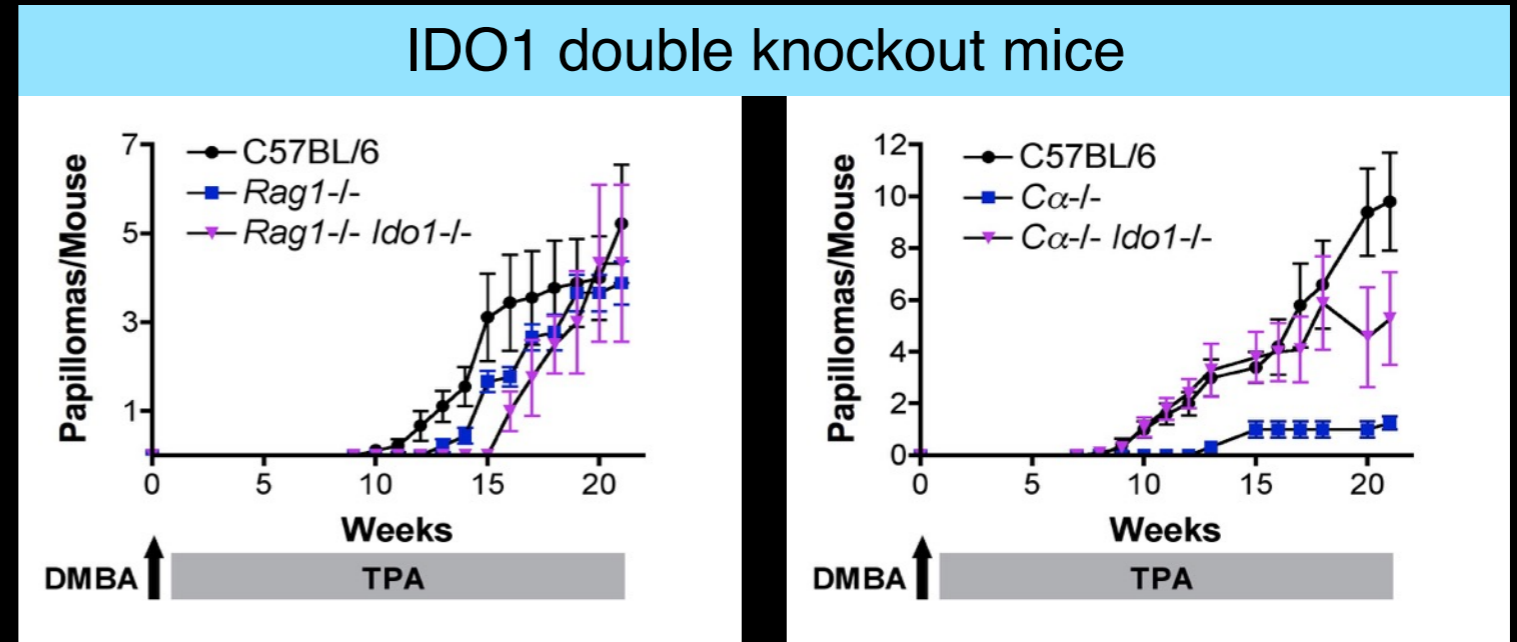 IDO1 double knockout mice
Papillomas/Mouse
7
5
3
1
C57BL/6
Rag1-/-
Rag1-/- Ido1-/-
0 5 10 15 20
Weeks
DMBA TPA
Papillomas/Mouse
12
10
8
6
4
2
0
C57BL/6
Cα-/-
Cα-/- Ido1-/-
0 5 10 15 20
Weeks
DMBA TPA